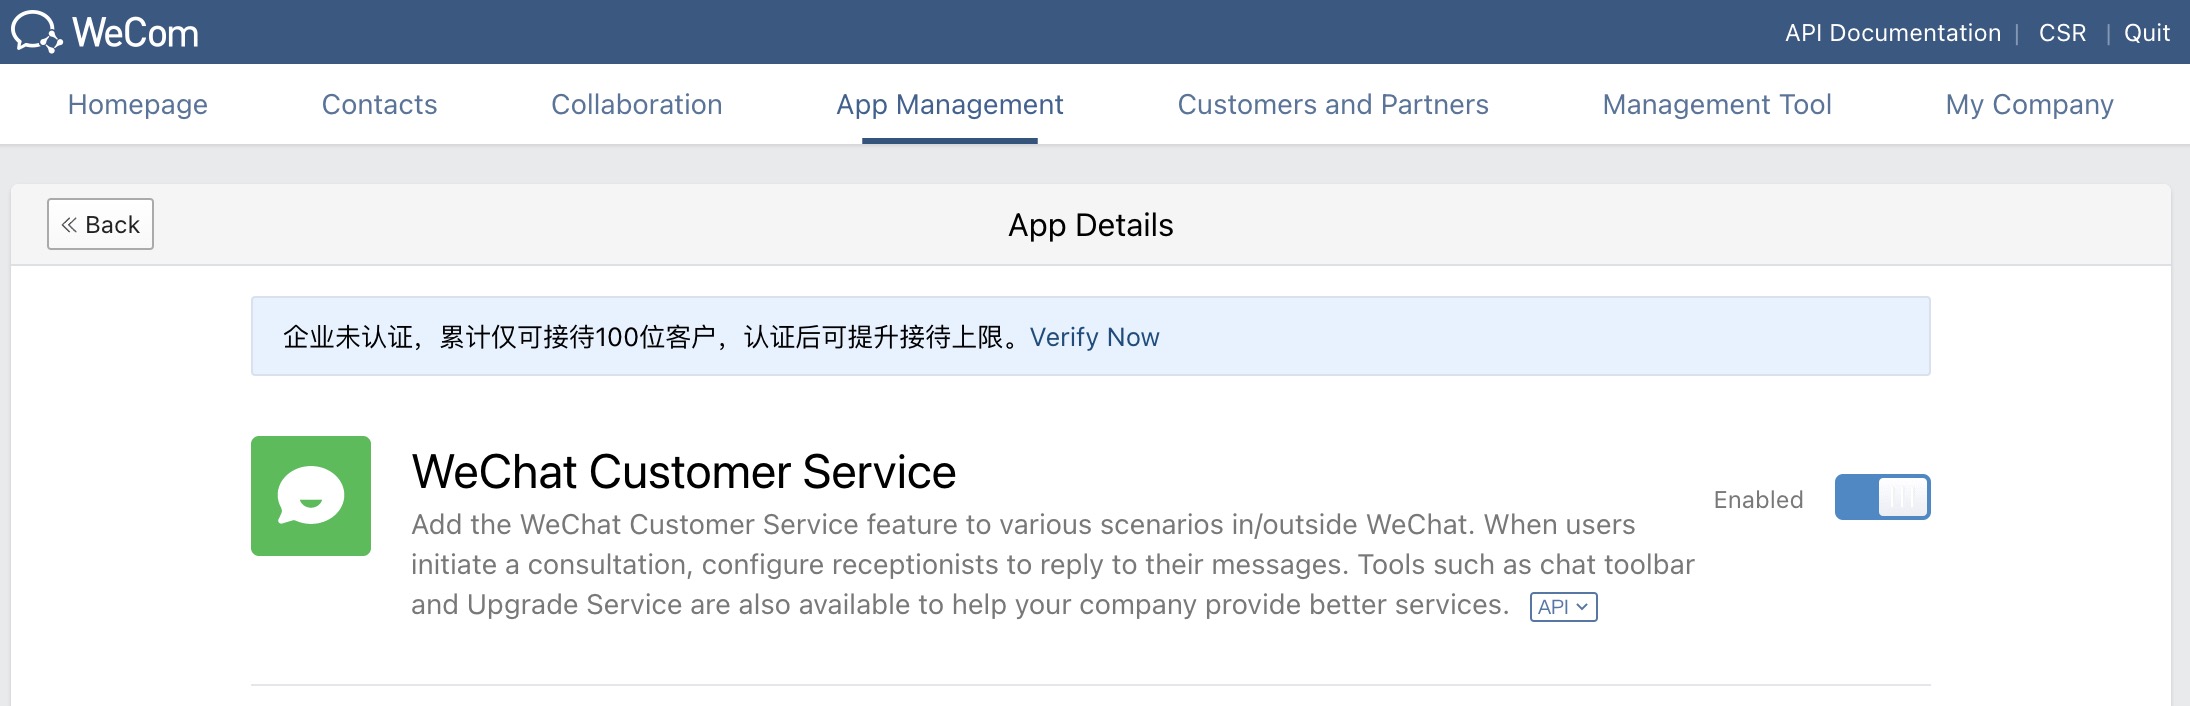 WeCom
API Documentation | CSR | Quit
Homepage Contacts Collaboration App Management Customers and Partners Management Tool My Company
« Back
App Details
企业未认证，累计仅可接待100位客户，认证后可提升接待上限。Verify Now
WeChat Customer Service
Add the WeChat Customer Service feature to various scenarios in/outside WeChat. When users
initiate a consultation, configure receptionists to reply to their messages. Tools such as chat toolbar
and Upgrade Service are also available to help your company provide better services. API
Enabled